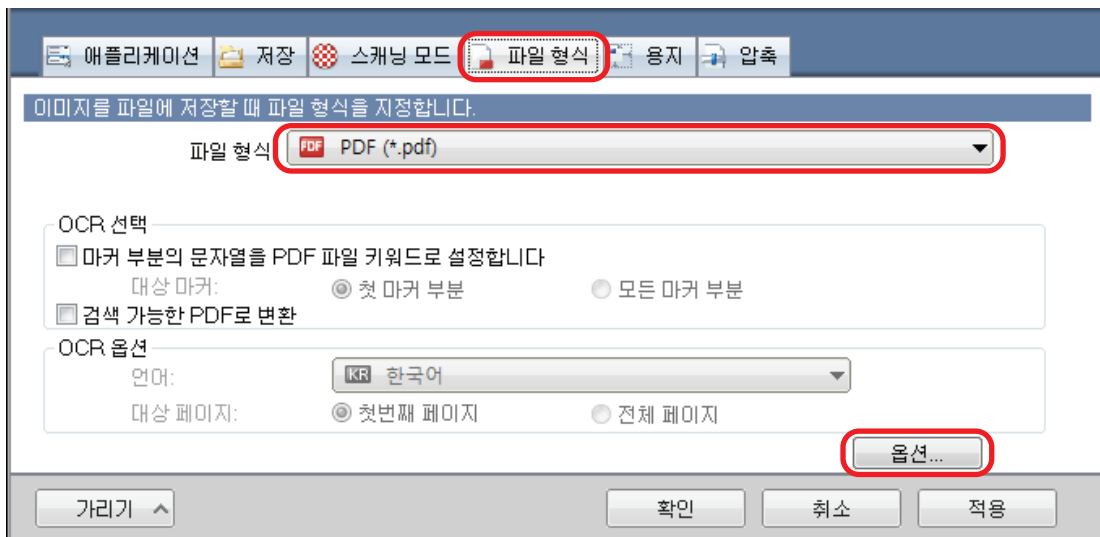 애플리케이션 저장 스캐닝 모드 파일 형식 용지 압축
이미지를 파일에 저장할 때 파일 형식을 지정합니다.
파일 형식 PDF PDF (*.pdf)
OCR 선택
마커 부분의 문자열을 PDF 파일 키워드로 설정합니다
대상 마커: 첫 마커 부분 모든 마커 부분
검색 가능한 PDF로 변환
OCR 옵션
언어: KR 한국어
대상 페이지: 첫번째 페이지 전체 페이지
옵션...
가리기 확인 취소 적용